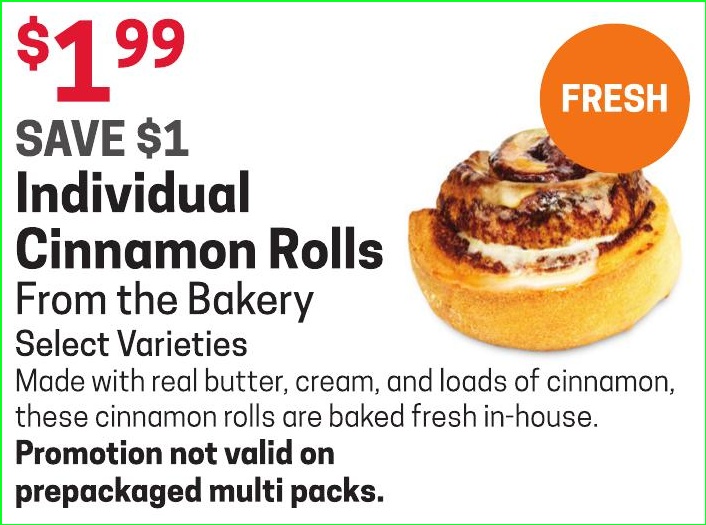 $1.99
SAVE $1
FRESH
Individual
Cinnamon Rolls
From the Bakery
Select Varieties
Made with real butter, cream, and loads of cinnamon,
these cinnamon rolls are baked fresh in-house.
Promotion not valid on
prepackaged multi packs.